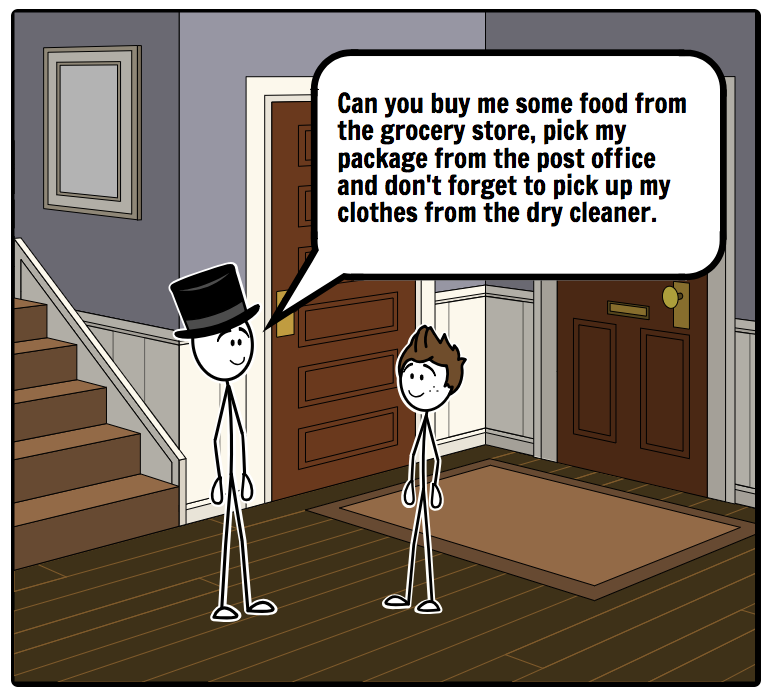 Can you buy me some food from
the grocery store, pick my
package from the post office
and don't forget to pick up my
clothes from the dry cleaner.